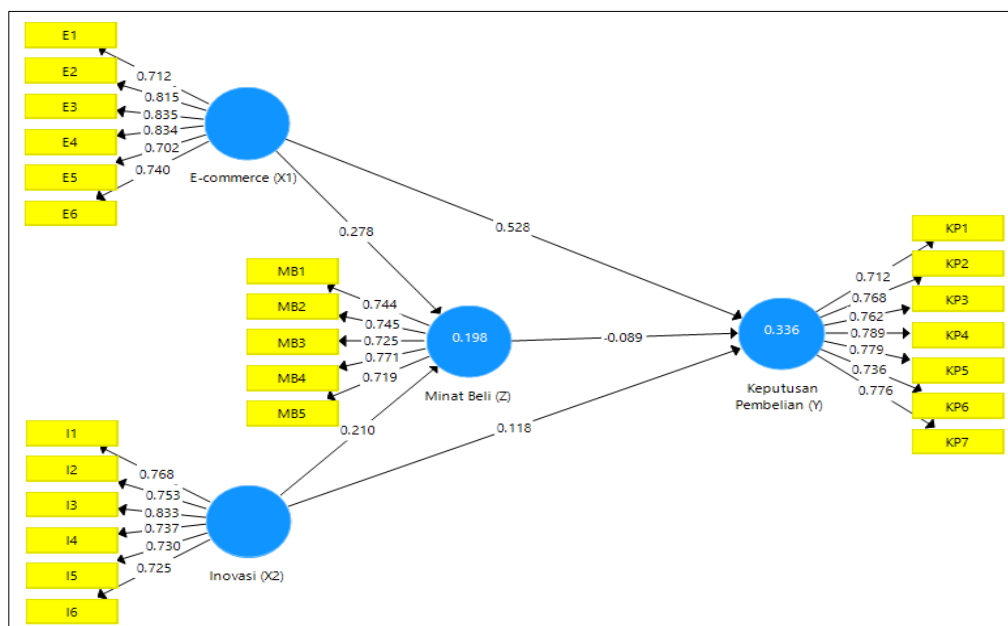 E1
E2
E3
E4
E5
E6
0.712
0.815
0.835
0.834
0.702
0.740
E-commerce (X1)
0.278
0.528
MB1
MB2
MB3
MB4
MB5
0.744
0.745
0.725
0.771
0.719
0.198
Minat Beli (Z)
-0.089
0.210
0.118
I1
I2
I3
I4
I5
I6
0.768
0.753
0.833
0.737
0.730
0.725
Inovasi (X2)
0.336
Keputusan
Pembelian (Y)
0.712
0.768
0.762
0.789
0.779
0.736
0.776
KP1
KP2
KP3
KP4
KP5
KP6
KP7